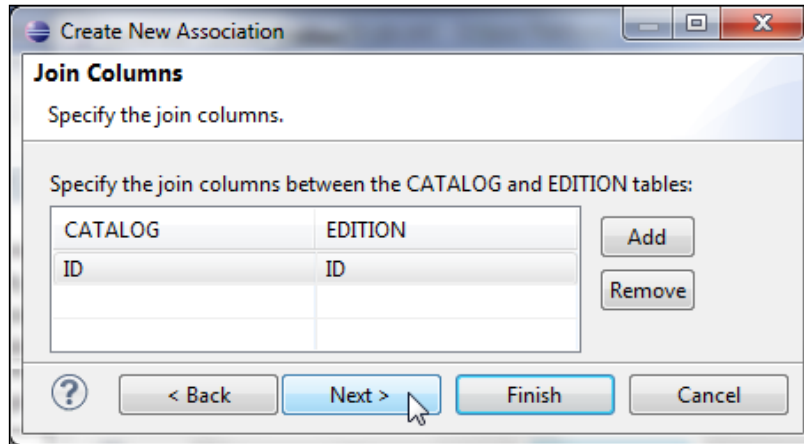 Create New Association
Join Columns
Specify the join columns.
Specify the join columns between the CATALOG and EDITION tables:
CATALOG EDITION Add
ID ID
Remove
? < Back Next > Finish Cancel